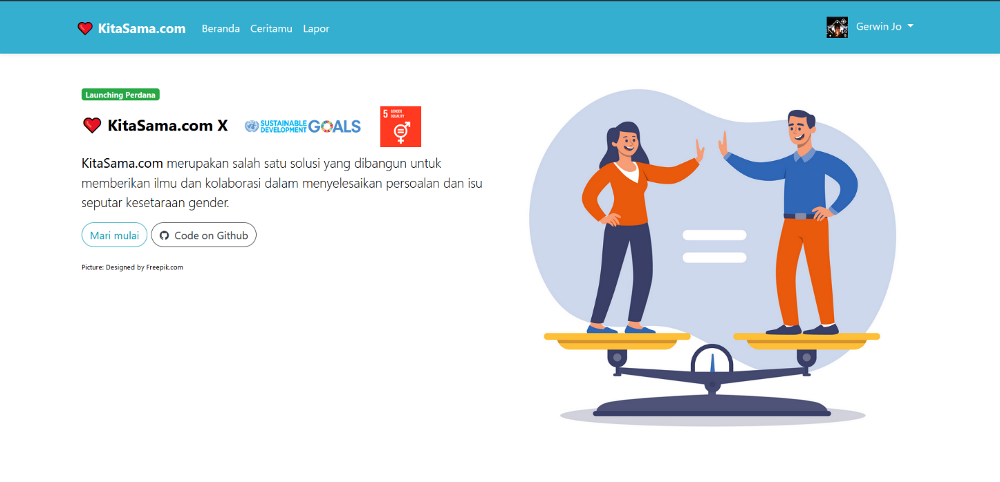 KitaSama.com Beranda Ceritamu Lapor Gerwin Jo
Launching Perdana
KitaSama.com X SUSTAINABLE DEVELOPMENT GOALS 5 GENDER EQUALITY
KitaSama.com merupakan salah satu solusi yang dibangun untuk
memberikan ilmu dan kolaborasi dalam menyelesaikan persoalan dan isu
seputar kesetaraan gender.
Mari mulai Code on Github
Picture: Designed by Freepik.com